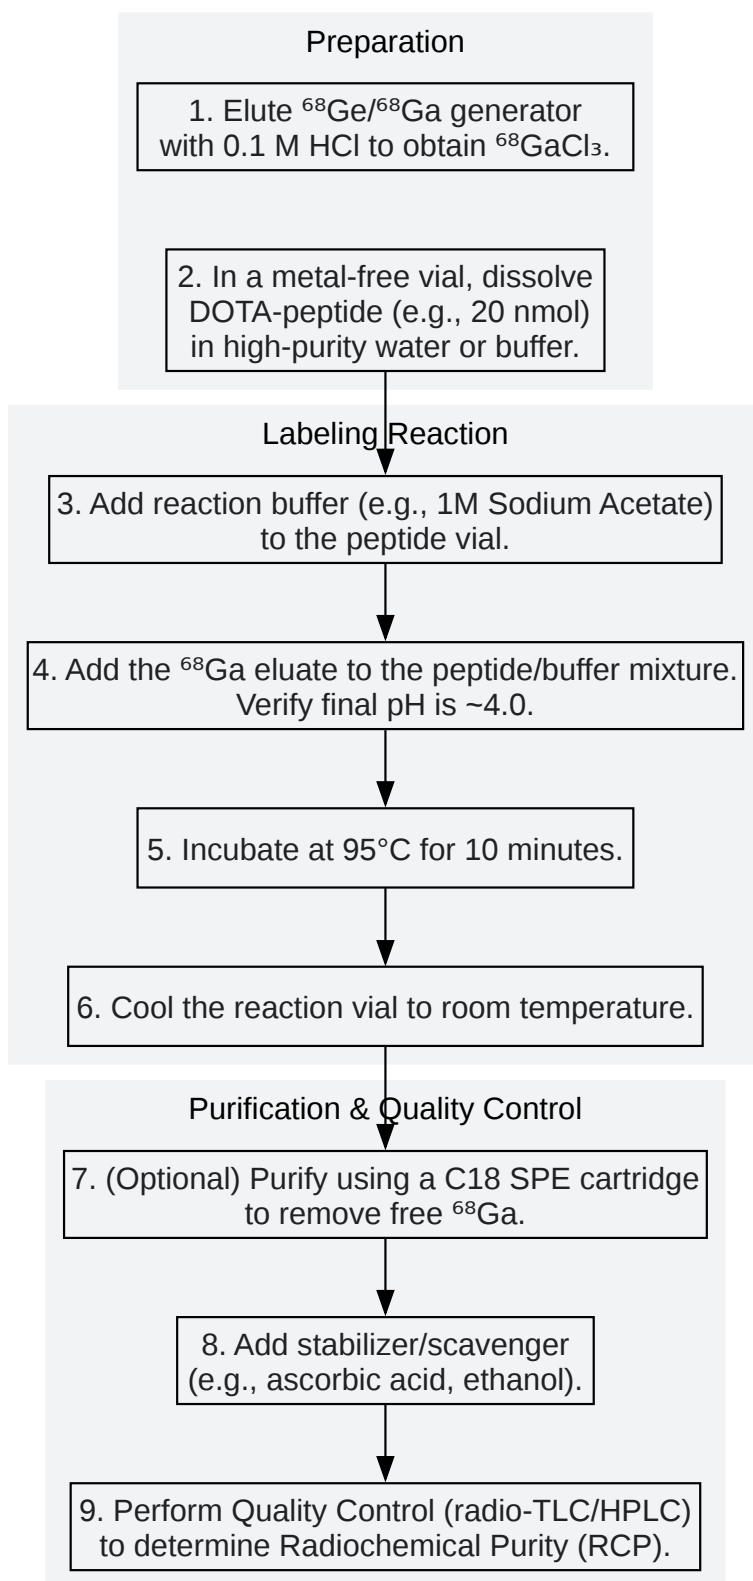 Preparation
1. Elute ⁶⁸Ge/⁶⁸Ga generator
with 0.1 M HCl to obtain ⁶⁸GaCl₃.
2. In a metal-free vial, dissolve
DOTA-peptide (e.g., 20 nmol)
in high-purity water or buffer.
Labeling Reaction
3. Add reaction buffer (e.g., 1M Sodium Acetate)
to the peptide vial.
4. Add the ⁶⁸Ga eluate to the peptide/buffer mixture.
Verify final pH is ~4.0.
5. Incubate at 95°C for 10 minutes.
6. Cool the reaction vial to room temperature.
Purification & Quality Control
7. (Optional) Purify using a C18 SPE cartridge
to remove free ⁶⁸Ga.
8. Add stabilizer/scavenger
(e.g., ascorbic acid, ethanol).
9. Perform Quality Control (radio-TLC/HPLC)
to determine Radiochemical Purity (RCP).